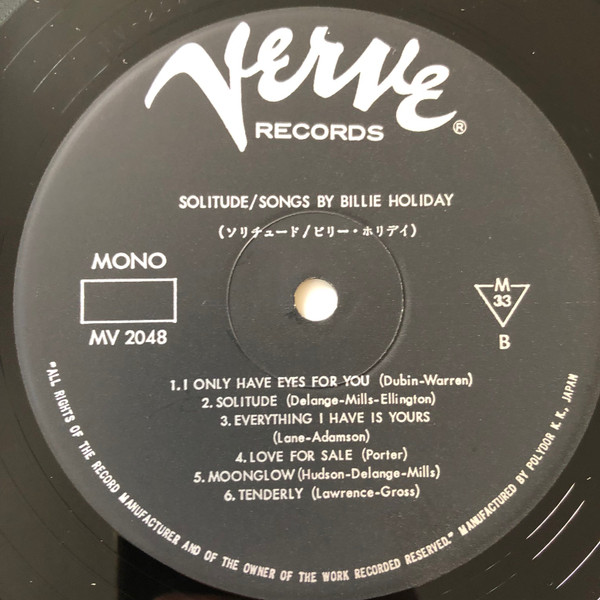 Verve
RECORDS ®
SOLITUDE/SONGS BY BILLIE HOLIDAY
(ソリチュード/ビリー・ホリデイ)
MONO
MV 2048
M
33
B
1. I ONLY HAVE EYES FOR YOU (Dubin-Warren)
2. SOLITUDE (Delange-Mills-Ellington)
3. EVERYTHING I HAVE IS YOURS
(Lane-Adamson)
4. LOVE FOR SALE (Porter)
5. MOONGLOW (Hudson-Delange-Mills)
6. TENDERLY (Lawrence-Gross)
"ALL RIGHTS OF THE RECORD MANUFACTURER AND OF THE OWNER OF THE WORK RECORDED RESERVED." MANUFACTURED BY POLYDOR K.K., JAPAN